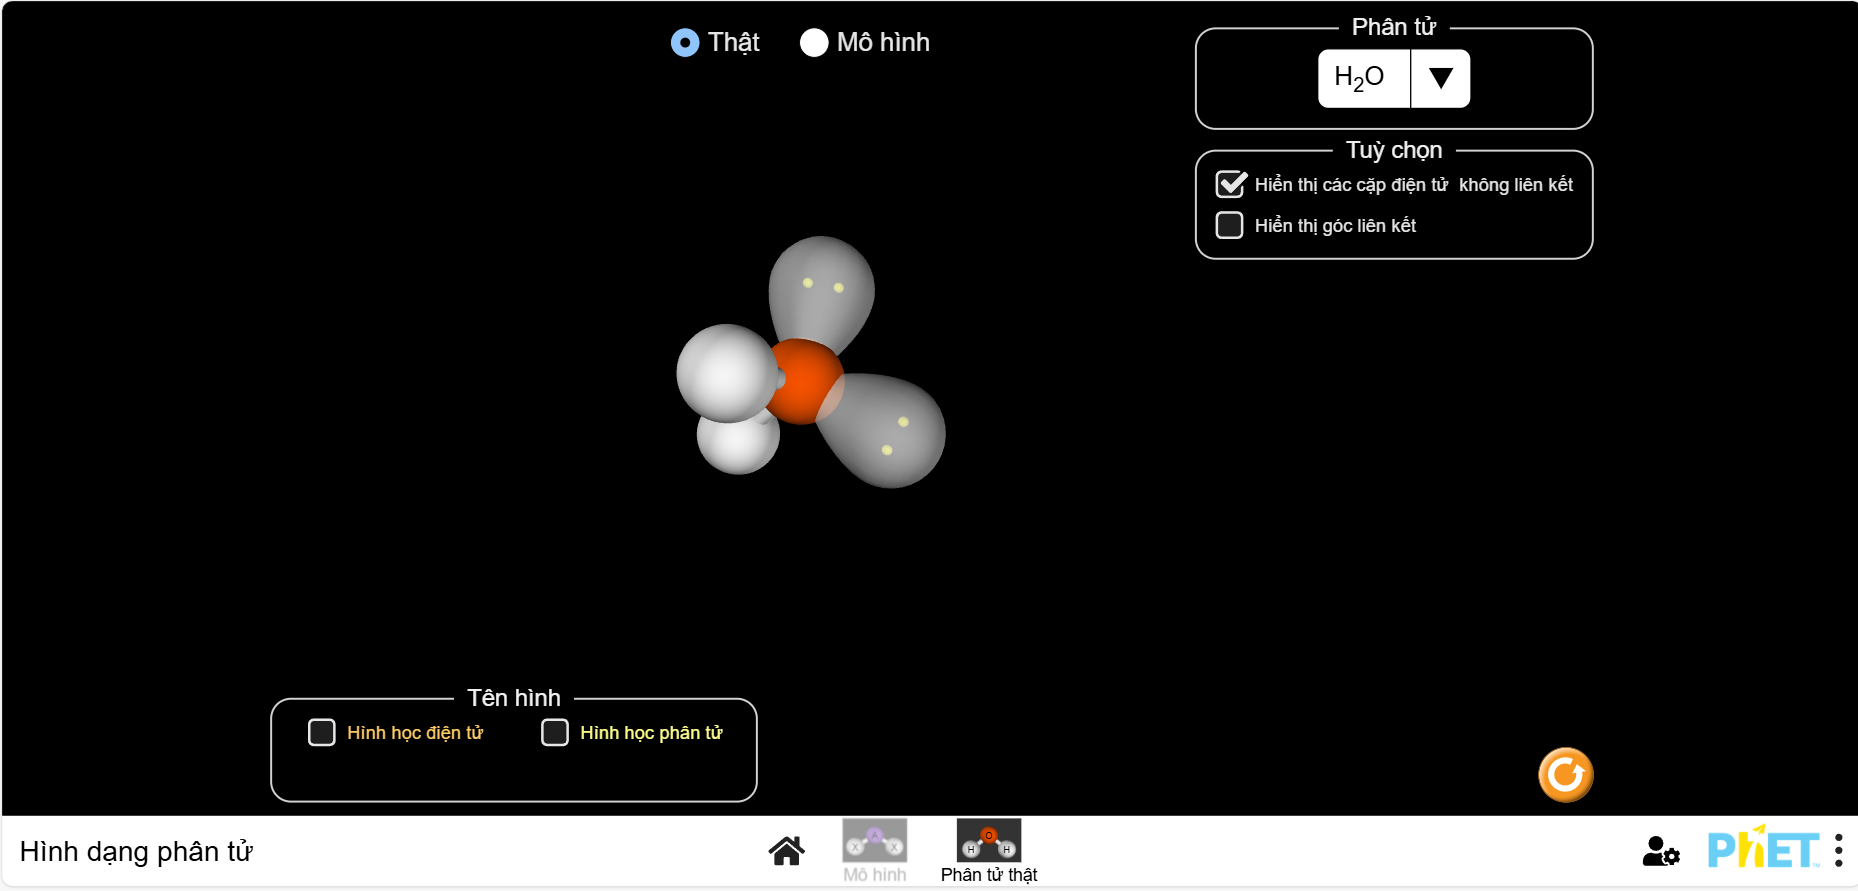 Thật
Mô hình
Phân tử
H₂O
Tuỳ chọn
Hiển thị các cặp điện tử không liên kết
Hiển thị góc liên kết
Tên hình
Hình học điện tử
Hình học phân tử
Hình dạng phân tử
X A X
Mô hình
H O H
Phân tử thật
PhET